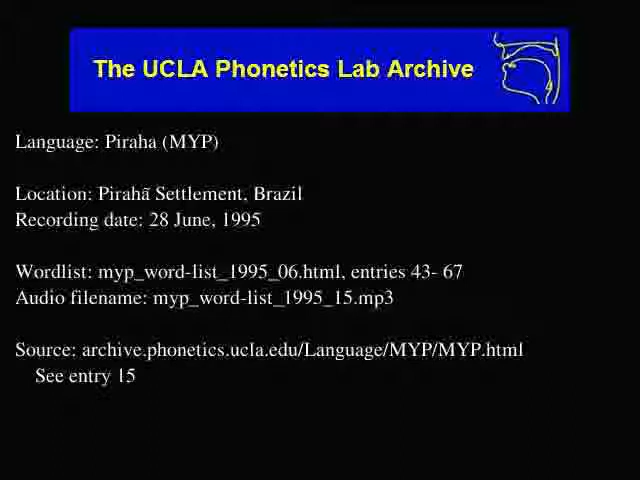 The UCLA Phonetics Lab Archive
Language: Piraha (MYP)
Location: Pirahã Settlement, Brazil
Recording date: 28 June, 1995
Wordlist: myp_word-list_1995_06.html, entries 43- 67
Audio filename: myp_word-list_1995_15.mp3
Source: archive.phonetics.ucla.edu/Language/MYP/MYP.html
See entry 15